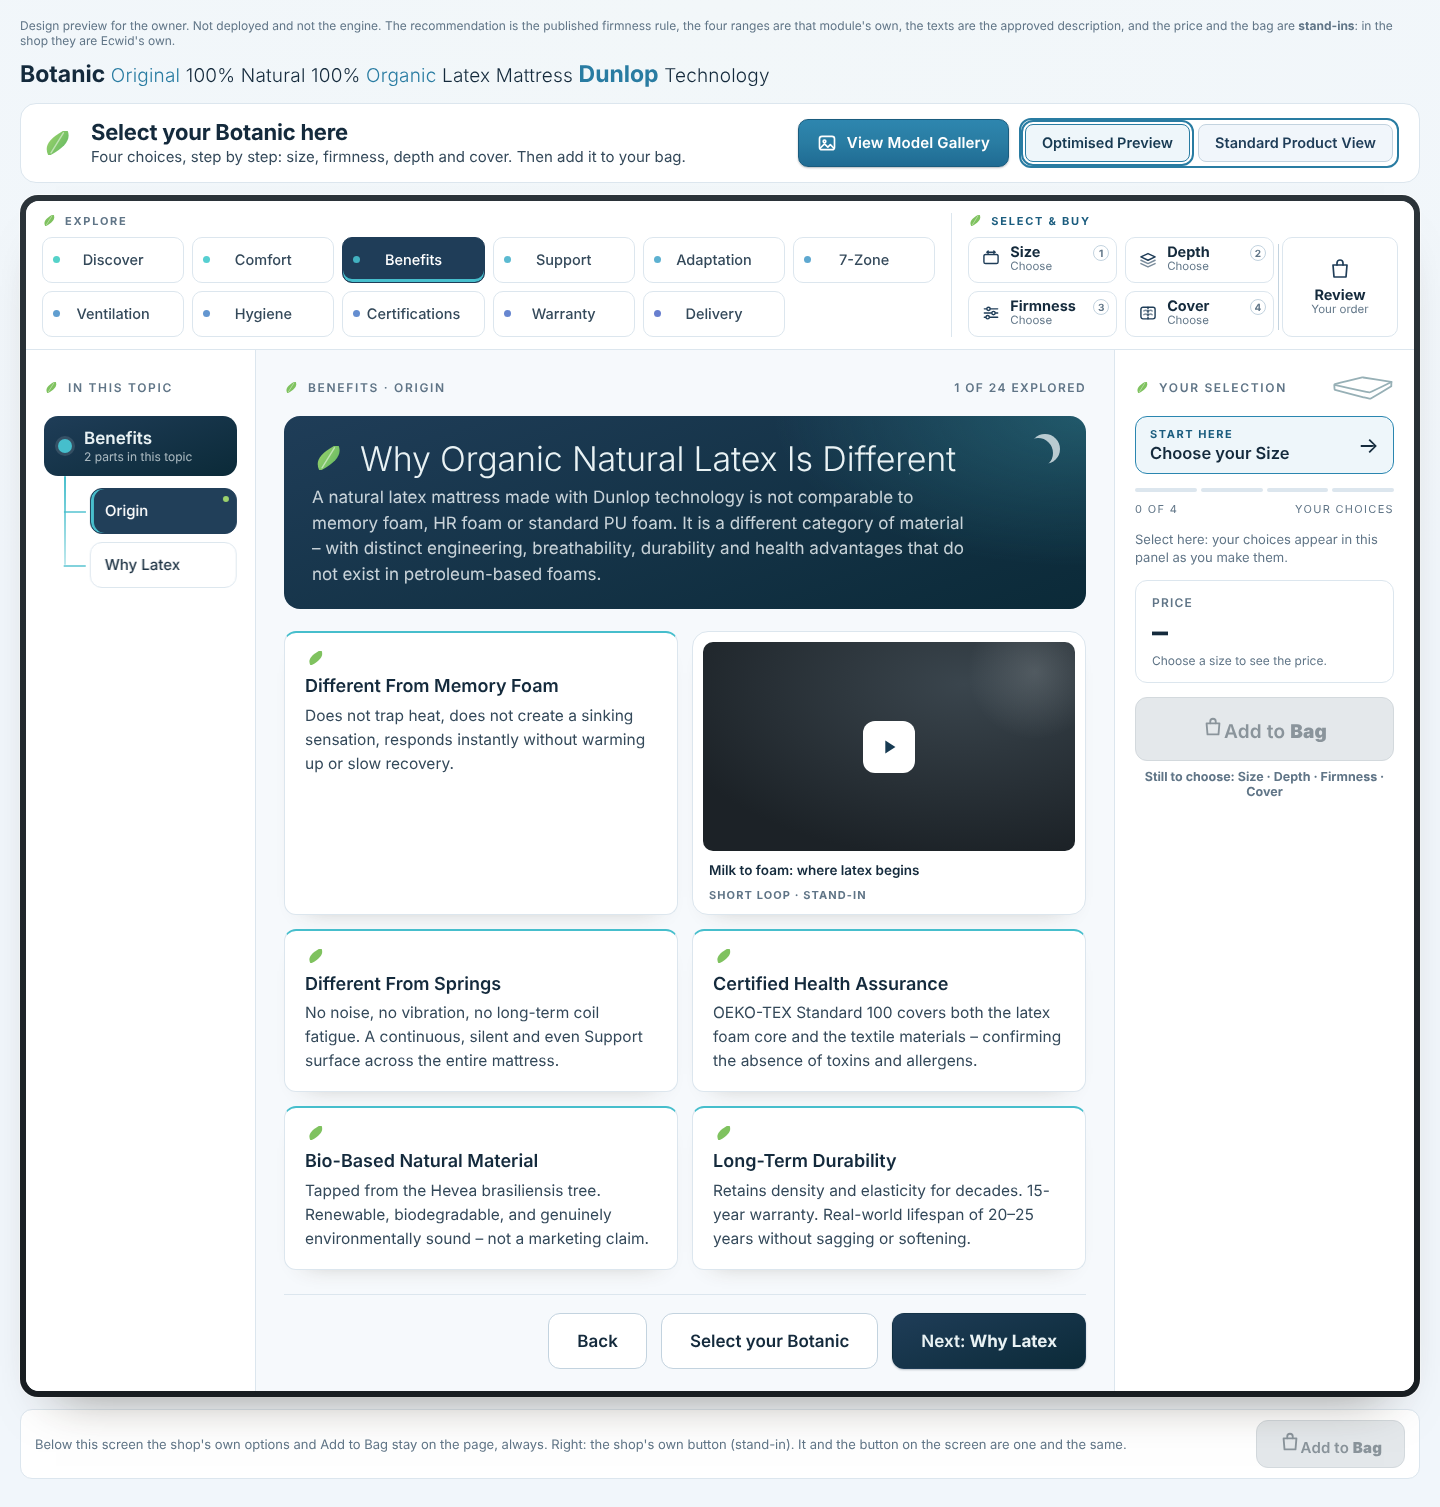 Design preview for the owner. Not deployed and not the engine. The recommendation is the published firmness rule, the four ranges are that module's own, the texts are the approved description, and the price and the bag are stand-ins: in the
shop they are Ecwid's own.
Botanic Original 100% Natural 100% Organic Latex Mattress Dunlop Technology
Select your Botanic here
Four choices, step by step: size, firmness, depth and cover. Then add it to your bag.
View Model Gallery
Optimised Preview
Standard Product View
EXPLORE
Discover
Comfort
Benefits
Support
Adaptation
7-Zone
Ventilation
Hygiene
Certifications
Warranty
Delivery
SELECT & BUY
Size
Choose
1
Depth
Choose
2
Firmness
Choose
3
Cover
Choose
4
Review
Your order
IN THIS TOPIC
Benefits
2 parts in this topic
Origin
Why Latex
BENEFITS · ORIGIN
1 OF 24 EXPLORED
Why Organic Natural Latex Is Different
A natural latex mattress made with Dunlop technology is not comparable to
memory foam, HR foam or standard PU foam. It is a different category of material
– with distinct engineering, breathability, durability and health advantages that do
not exist in petroleum-based foams.
Different From Memory Foam
Does not trap heat, does not create a sinking
sensation, responds instantly without warming
up or slow recovery.
Milk to foam: where latex begins
SHORT LOOP · STAND-IN
Different From Springs
No noise, no vibration, no long-term coil
fatigue. A continuous, silent and even Support
surface across the entire mattress.
Certified Health Assurance
OEKO-TEX Standard 100 covers both the latex
foam core and the textile materials – confirming
the absence of toxins and allergens.
Bio-Based Natural Material
Tapped from the Hevea brasiliensis tree.
Renewable, biodegradable, and genuinely
environmentally sound – not a marketing claim.
Long-Term Durability
Retains density and elasticity for decades. 15-
year warranty. Real-world lifespan of 20–25
years without sagging or softening.
Back
Select your Botanic
Next: Why Latex
YOUR SELECTION
START HERE
Choose your Size
0 OF 4
YOUR CHOICES
Select here: your choices appear in this
panel as you make them.
PRICE
–
Choose a size to see the price.
Add to Bag
Still to choose: Size · Depth · Firmness ·
Cover
Below this screen the shop's own options and Add to Bag stay on the page, always. Right: the shop's own button (stand-in). It and the button on the screen are one and the same.
Add to Bag